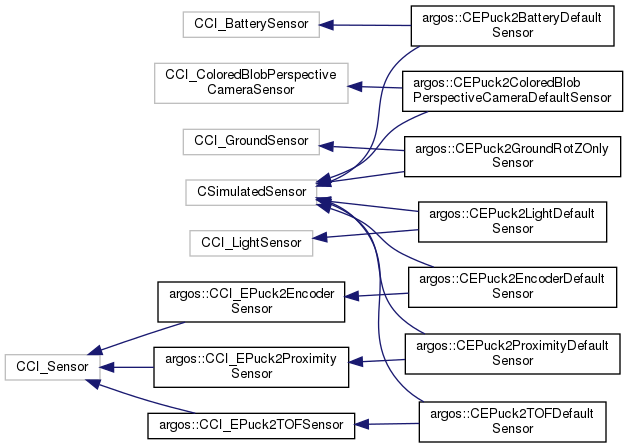 CCI_BatterySensor
argos::CEPuck2BatteryDefault
Sensor
CCI_ColoredBlobPerspective
CameraSensor
argos::CEPuck2ColoredBlob
PerspectiveCameraDefaultSensor
CCI_GroundSensor
argos::CEPuck2GroundRotZOnly
Sensor
CSimulatedSensor
argos::CEPuck2LightDefault
Sensor
CCI_LightSensor
argos::CEPuck2EncoderDefault
Sensor
argos::CCI_EPuck2Encoder
Sensor
argos::CEPuck2ProximityDefault
Sensor
CCI_Sensor
argos::CCI_EPuck2Proximity
Sensor
argos::CEPuck2TOFDefault
Sensor
argos::CCI_EPuck2TOFSensor